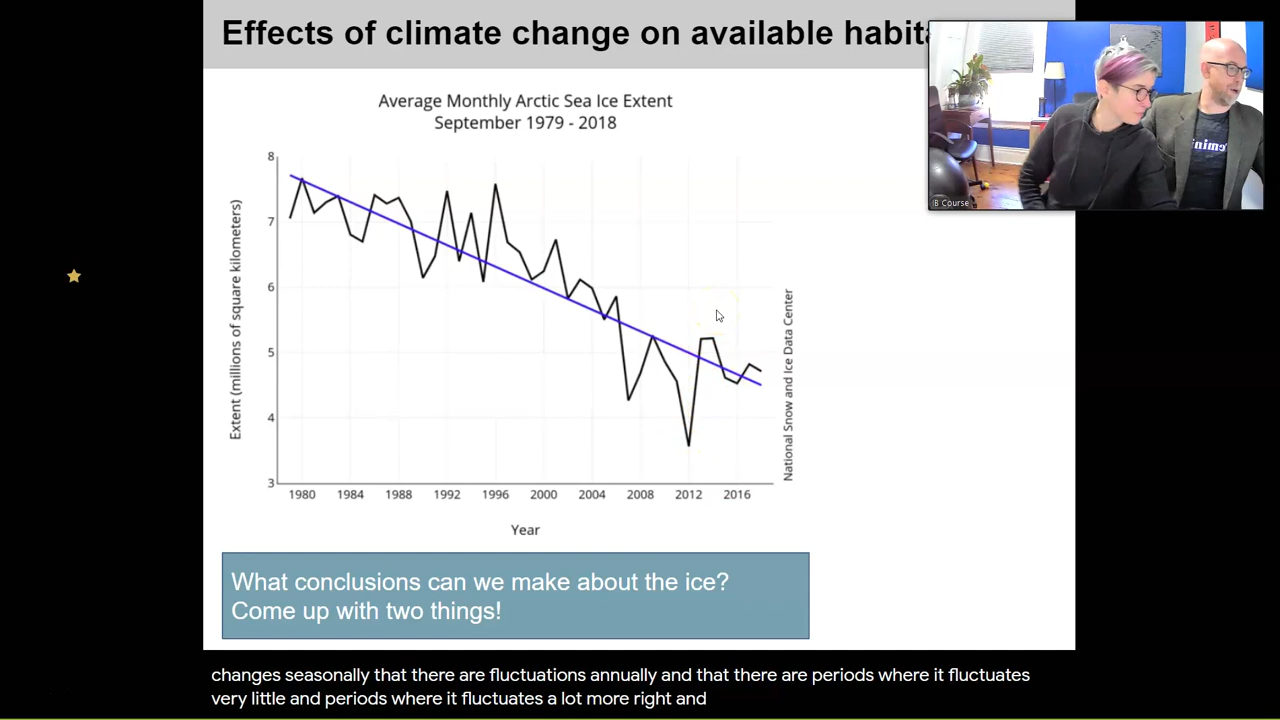 Effects of climate change on available habita
Average Monthly Arctic Sea Ice Extent
September 1979 - 2018
Extent (millions of square kilometers)
8
7
6
5
4
3
1980 1984 1988 1992 1996 2000 2004 2008 2012 2016
Year
National Snow and Ice Data Center
What conclusions can we make about the ice?
Come up with two things!
B Course
changes seasonally that there are fluctuations annually and that there are periods where it fluctuates
very little and periods where it fluctuates a lot more right and